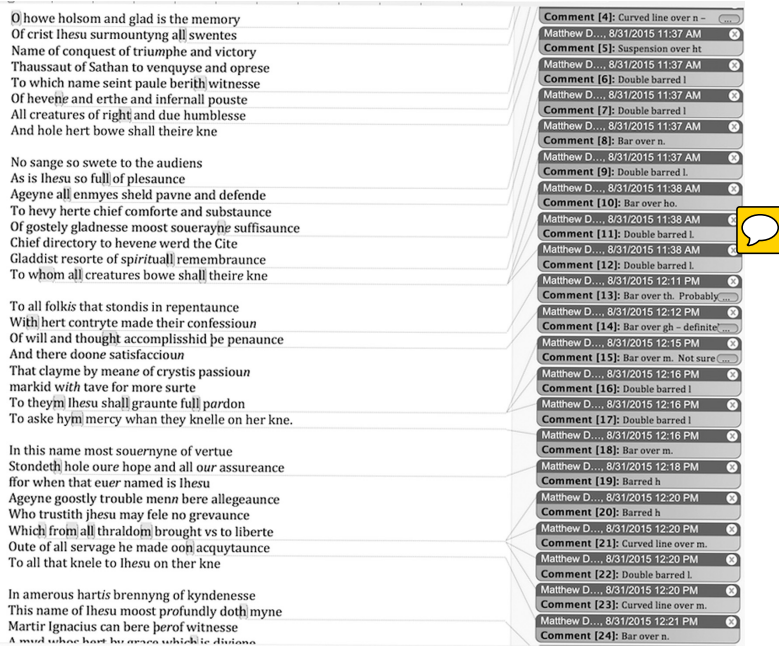 O howe holsom and glad is the memory
Of crist Ihesu surmountyng all swentes
Name of conquest of triumphe and victory
Thaussaut of Sathan to venquyse and oprese
To which name seint paule berith witnesse
Of hevene and erthe and infernall pouste
All creatures of right and due humblesse
And hole hert bowe shall theire kne
No sange so swete to the audiens
As is Ihesu so full of plesaunce
Ageyne all enmyes sheld pavne and defende
To hevy herte chief comforte and substaunce
Of gostely gladnesse moost souerayne suffisaunce
Chief directory to hevene werd the Cite
Gladdist resorte of spirituall remembraunce
To whom all creatures bowe shall theire kne
To all folkis that stondis in repentaunce
With hert contryte made their confessioun
Of will and thought accomplisshid þe penaunce
And there doone satisfaccioun
That clayme by meane of crystis passioun
markid with tave for more surte
To theym Ihesu shall graunte full pardon
To aske hym mercy whan they knelle on her kne.
In this name most souernyne of vertue
Stondeth hole oure hope and all our assureance
ffor when that euer named is Ihesu
Ageyne goostly trouble menn bere allegeaunce
Who trustith jhesu may fele no grevaunce
Which from all thraldom brought vs to liberte
Oute of all servage he made oon acquytaunce
To all that knele to Ihesu on ther kne
In amerous hartis brennyng of kyndenesse
This name of Ihesu moost profundly doth myne
Martir Ignacius can bere þerof witnesse
A myd whos hert by grace which is diviene
Comment [4]: Curved line over n –
Matthew D..., 8/31/2015 11:37 AM
Comment [5]: Suspension over ht
Matthew D..., 8/31/2015 11:37 AM
Comment [6]: Double barred l
Matthew D..., 8/31/2015 11:37 AM
Comment [7]: Double barred l
Matthew D..., 8/31/2015 11:37 AM
Comment [8]: Bar over n.
Matthew D..., 8/31/2015 11:37 AM
Comment [9]: Double barred l.
Matthew D..., 8/31/2015 11:38 AM
Comment [10]: Bar over ho.
Matthew D..., 8/31/2015 11:38 AM
Comment [11]: Double barred l.
Matthew D..., 8/31/2015 11:38 AM
Comment [12]: Double barred l.
Matthew D..., 8/31/2015 12:11 PM
Comment [13]: Bar over th. Probably ...
Matthew D..., 8/31/2015 12:12 PM
Comment [14]: Bar over gh – definite ...
Matthew D..., 8/31/2015 12:15 PM
Comment [15]: Bar over m. Not sure ...
Matthew D..., 8/31/2015 12:16 PM
Comment [16]: Double barred l
Matthew D..., 8/31/2015 12:16 PM
Comment [17]: Double barred l
Matthew D..., 8/31/2015 12:16 PM
Comment [18]: Bar over m.
Matthew D..., 8/31/2015 12:18 PM
Comment [19]: Barred h
Matthew D..., 8/31/2015 12:20 PM
Comment [20]: Barred h
Matthew D..., 8/31/2015 12:20 PM
Comment [21]: Curved line over m.
Matthew D..., 8/31/2015 12:20 PM
Comment [22]: Double barred l.
Matthew D..., 8/31/2015 12:20 PM
Comment [23]: Curved line over m.
Matthew D..., 8/31/2015 12:21 PM
Comment [24]: Bar over n.